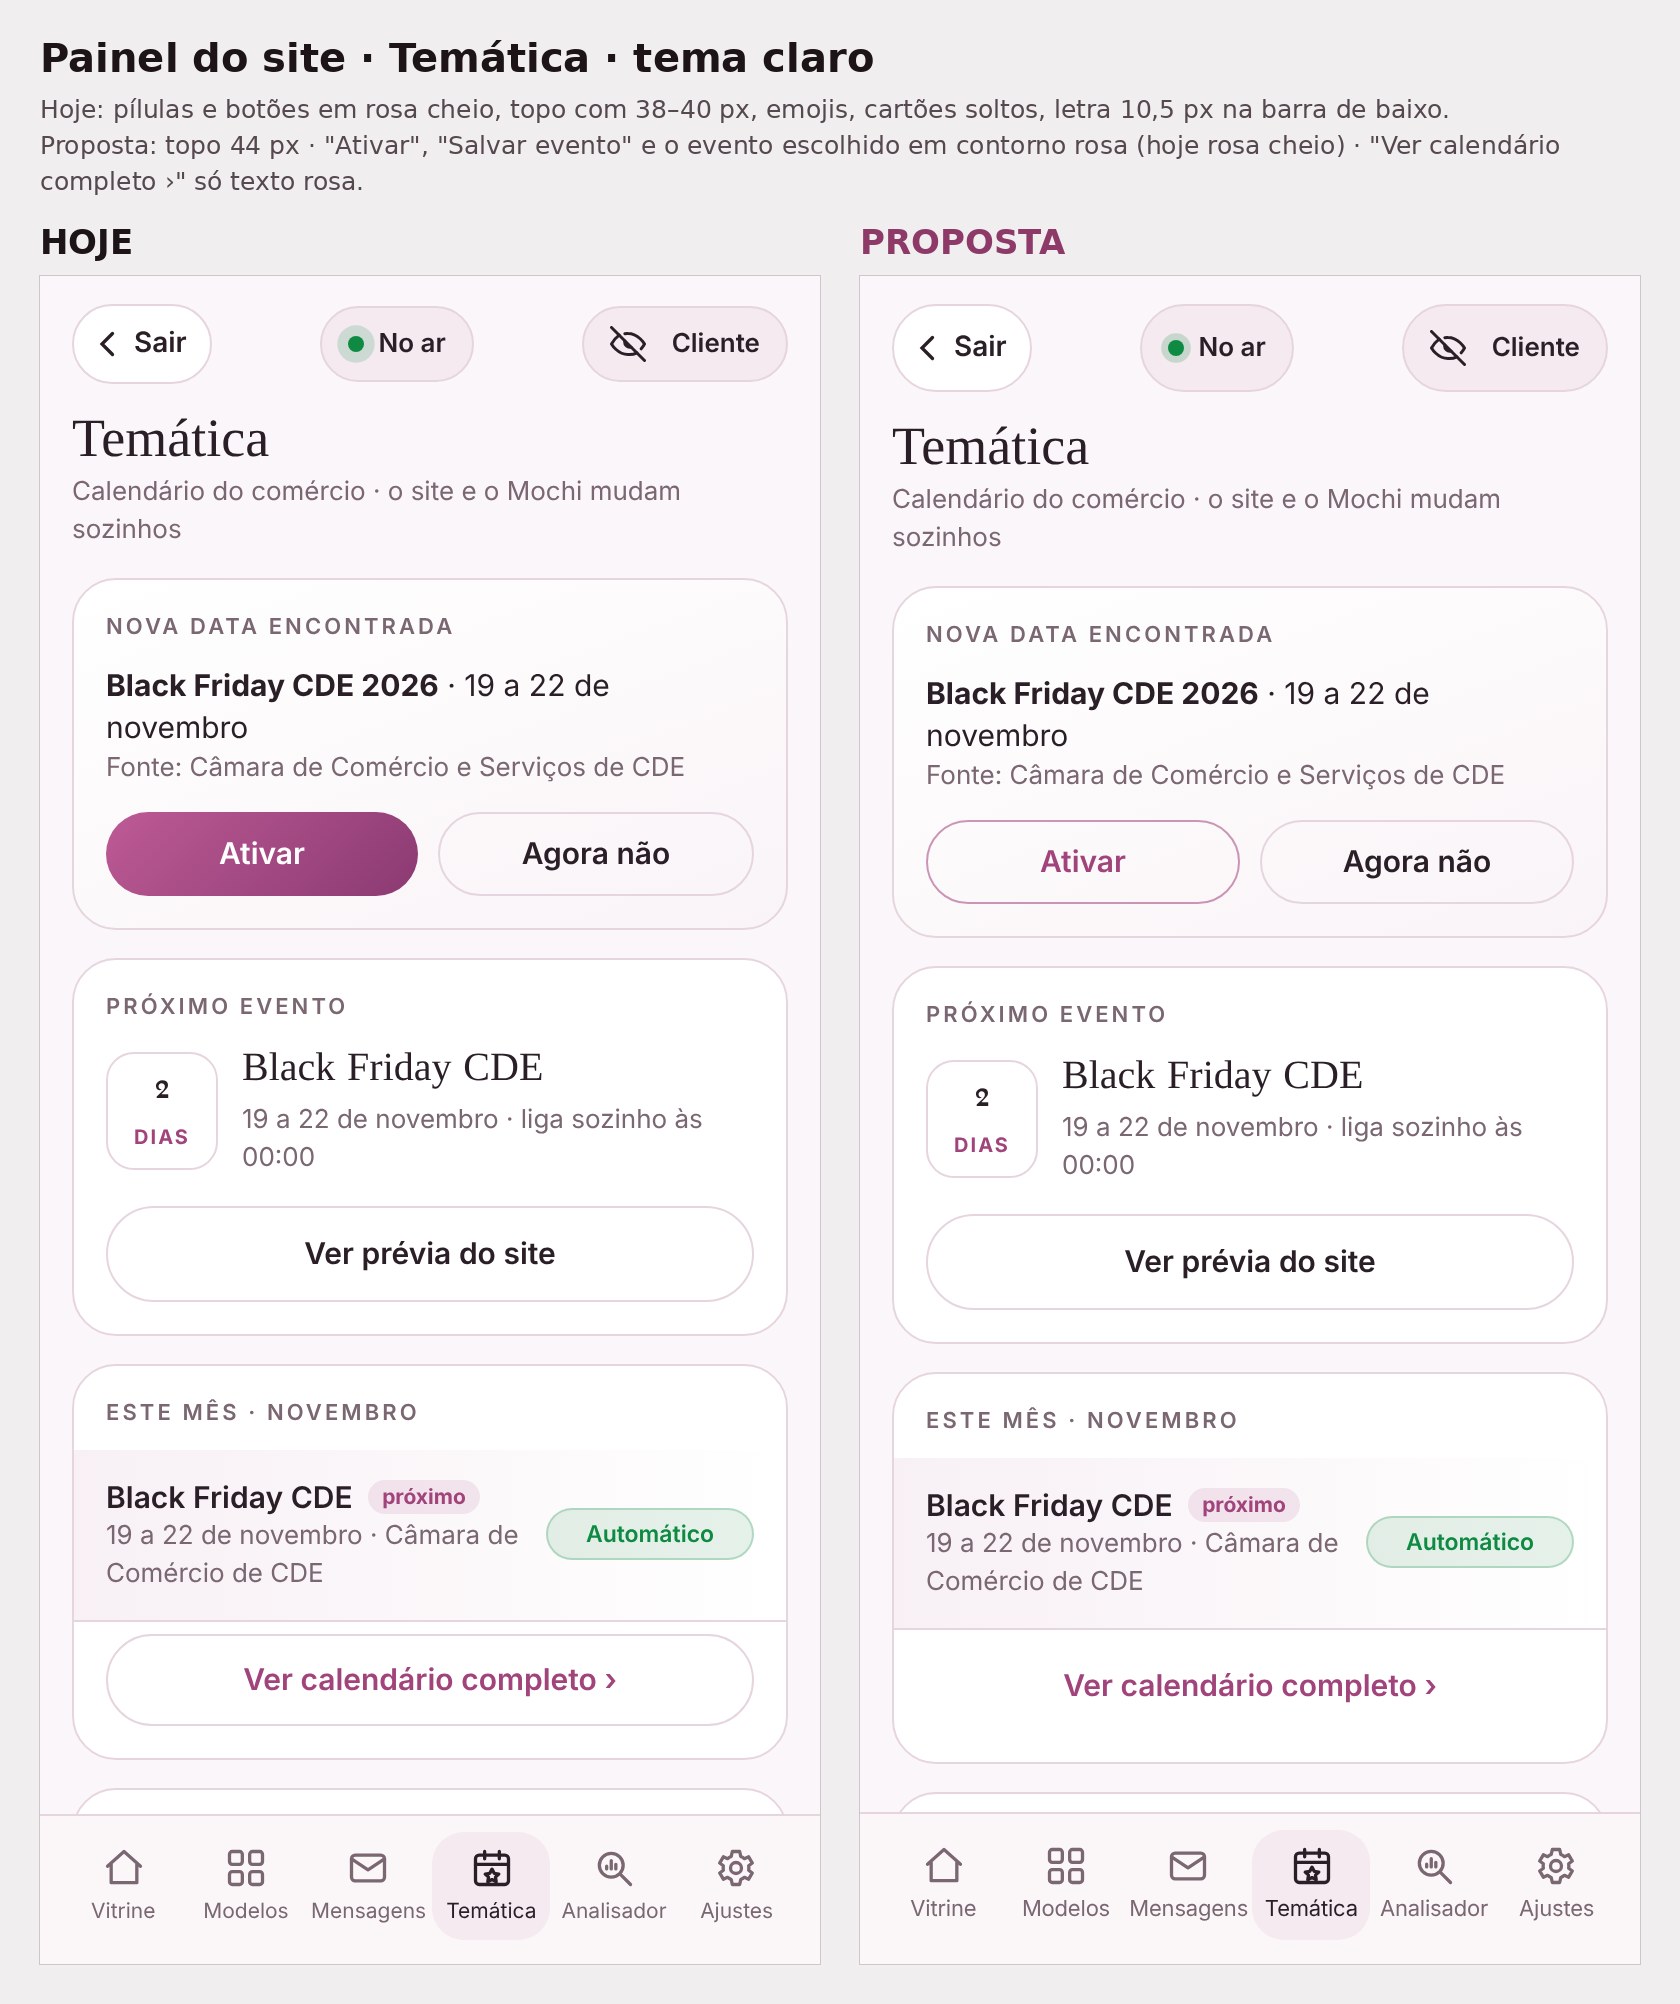 Painel do site · Temática · tema claro
Hoje: pílulas e botões em rosa cheio, topo com 38–40 px, emojis, cartões soltos, letra 10,5 px na barra de baixo.
Proposta: topo 44 px · "Ativar", "Salvar evento" e o evento escolhido em contorno rosa (hoje rosa cheio) · "Ver calendário
completo ›" só texto rosa.
HOJE
Sair
No ar
Cliente
Temática
Calendário do comércio · o site e o Mochi mudam
sozinhos
NOVA DATA ENCONTRADA
Black Friday CDE 2026 · 19 a 22 de
novembro
Fonte: Câmara de Comércio e Serviços de CDE
Ativar
Agora não
PRÓXIMO EVENTO
2
DIAS
Black Friday CDE
19 a 22 de novembro · liga sozinho às
00:00
Ver prévia do site
ESTE MÊS · NOVEMBRO
Black Friday CDE próximo
19 a 22 de novembro · Câmara de
Comércio de CDE
Automático
Ver calendário completo ›
Vitrine
Modelos
Mensagens
Temática
Analisador
Ajustes
PROPOSTA
Sair
No ar
Cliente
Temática
Calendário do comércio · o site e o Mochi mudam
sozinhos
NOVA DATA ENCONTRADA
Black Friday CDE 2026 · 19 a 22 de
novembro
Fonte: Câmara de Comércio e Serviços de CDE
Ativar
Agora não
PRÓXIMO EVENTO
2
DIAS
Black Friday CDE
19 a 22 de novembro · liga sozinho às
00:00
Ver prévia do site
ESTE MÊS · NOVEMBRO
Black Friday CDE próximo
19 a 22 de novembro · Câmara de
Comércio de CDE
Automático
Ver calendário completo ›
Vitrine
Modelos
Mensagens
Temática
Analisador
Ajustes